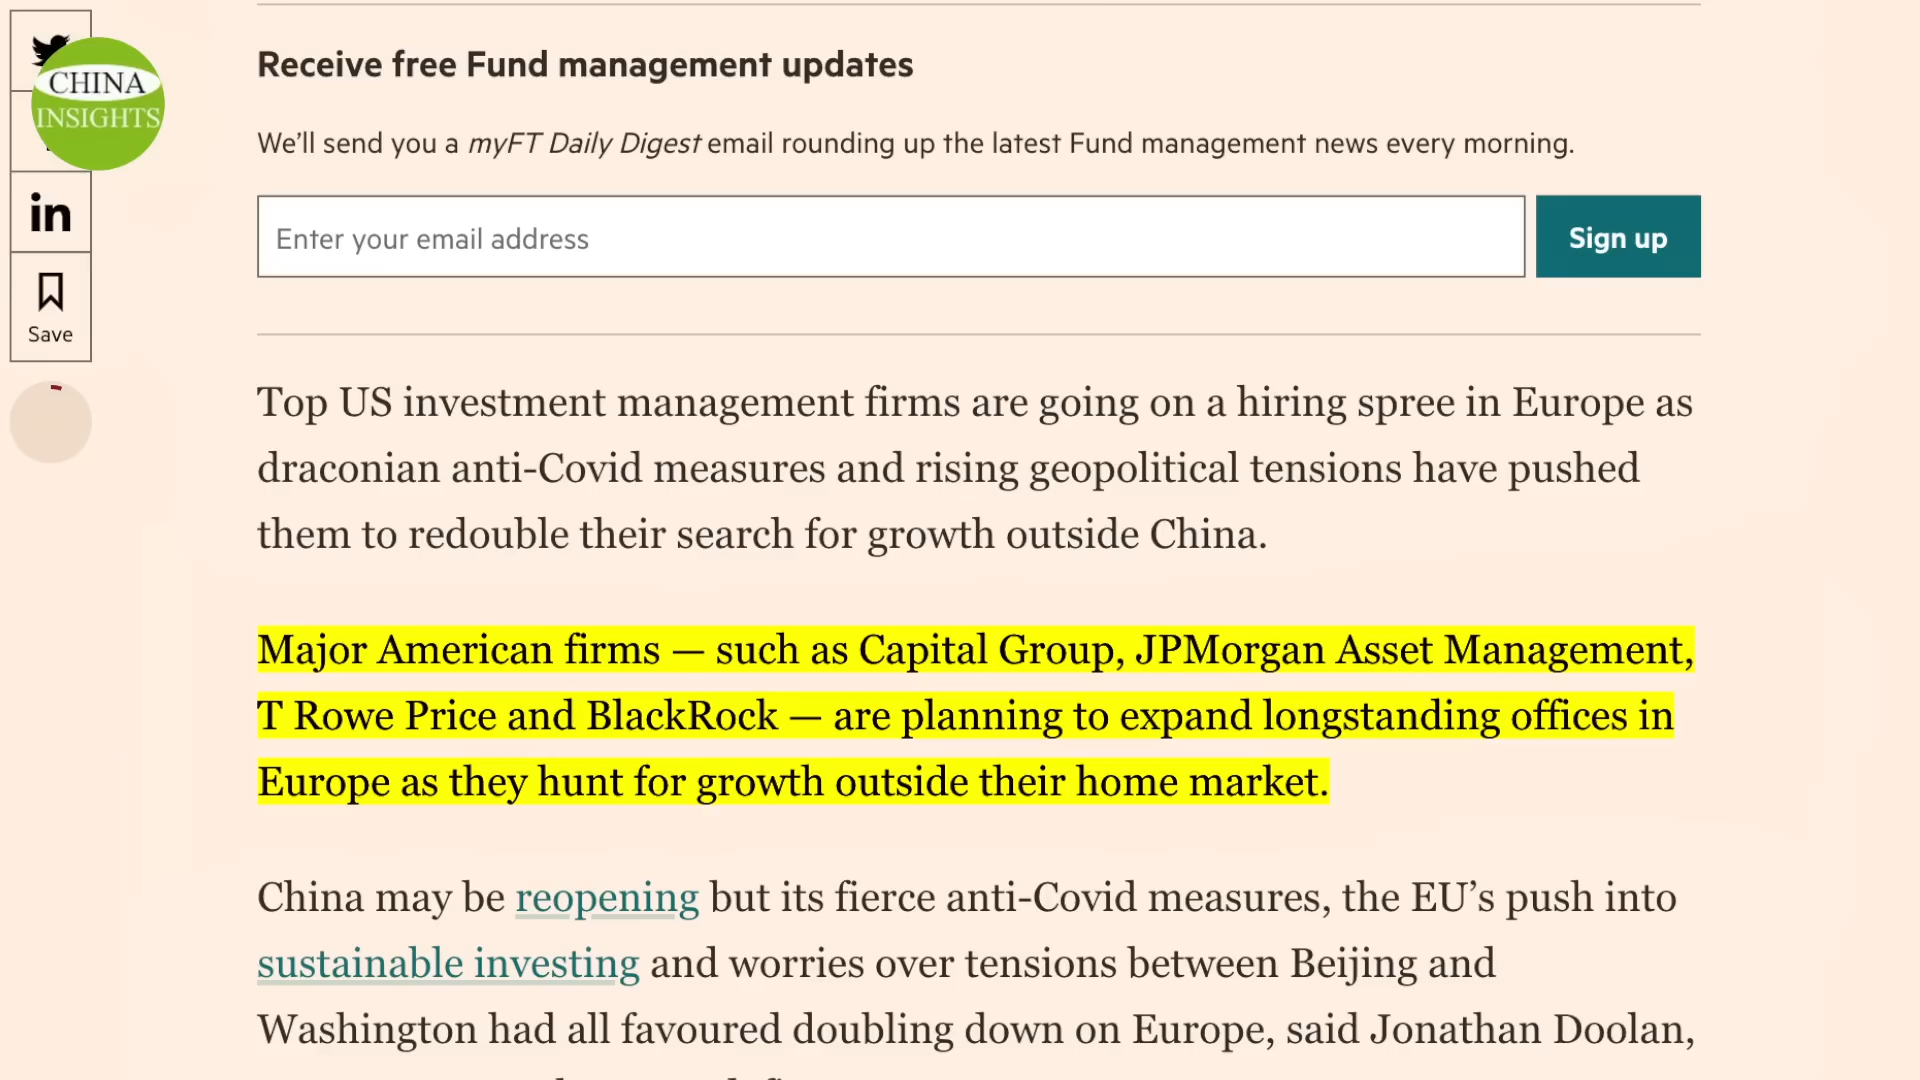 CHINA
INSIGHTS
in
Save
Receive free Fund management updates
We’ll send you a myFT Daily Digest email rounding up the latest Fund management news every morning.
Enter your email address
Sign up
Top US investment management firms are going on a hiring spree in Europe as
draconian anti-Covid measures and rising geopolitical tensions have pushed
them to redouble their search for growth outside China.
Major American firms — such as Capital Group, JPMorgan Asset Management,
T Rowe Price and BlackRock — are planning to expand longstanding offices in
Europe as they hunt for growth outside their home market.
China may be reopening but its fierce anti-Covid measures, the EU’s push into
sustainable investing and worries over tensions between Beijing and
Washington had all favoured doubling down on Europe, said Jonathan Doolan,